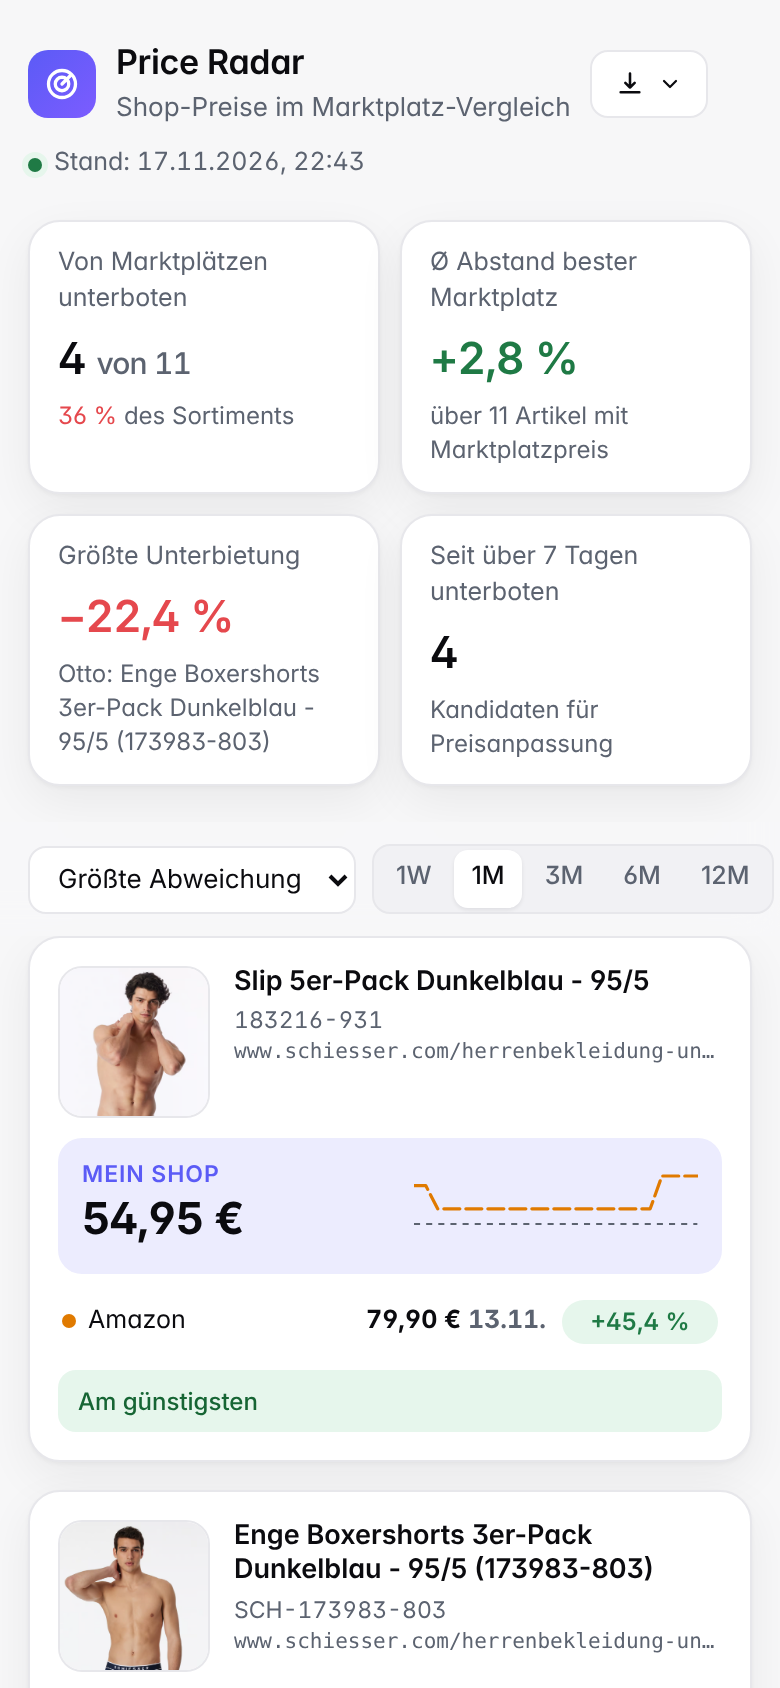 Price Radar
Shop-Preise im Marktplatz-Vergleich
Stand: 17.11.2026, 22:43
Von Marktplätzen
unterboten
4 von 11
36 % des Sortiments
Ø Abstand bester
Marktplatz
+2,8 %
über 11 Artikel mit
Marktplatzpreis
Größte Unterbietung
−22,4 %
Otto: Enge Boxershorts
3er-Pack Dunkelblau -
95/5 (173983-803)
Seit über 7 Tagen
unterboten
4
Kandidaten für
Preisanpassung
Größte Abweichung
1W 1M 3M 6M 12M
Slip 5er-Pack Dunkelblau - 95/5
183216-931
www.schiesser.com/herrenbekleidung-un…
MEIN SHOP
54,95 €
Amazon 79,90 € 13.11. +45,4 %
Am günstigsten
Enge Boxershorts 3er-Pack
Dunkelblau - 95/5 (173983-803)
SCH-173983-803
www.schiesser.com/herrenbekleidung-un…